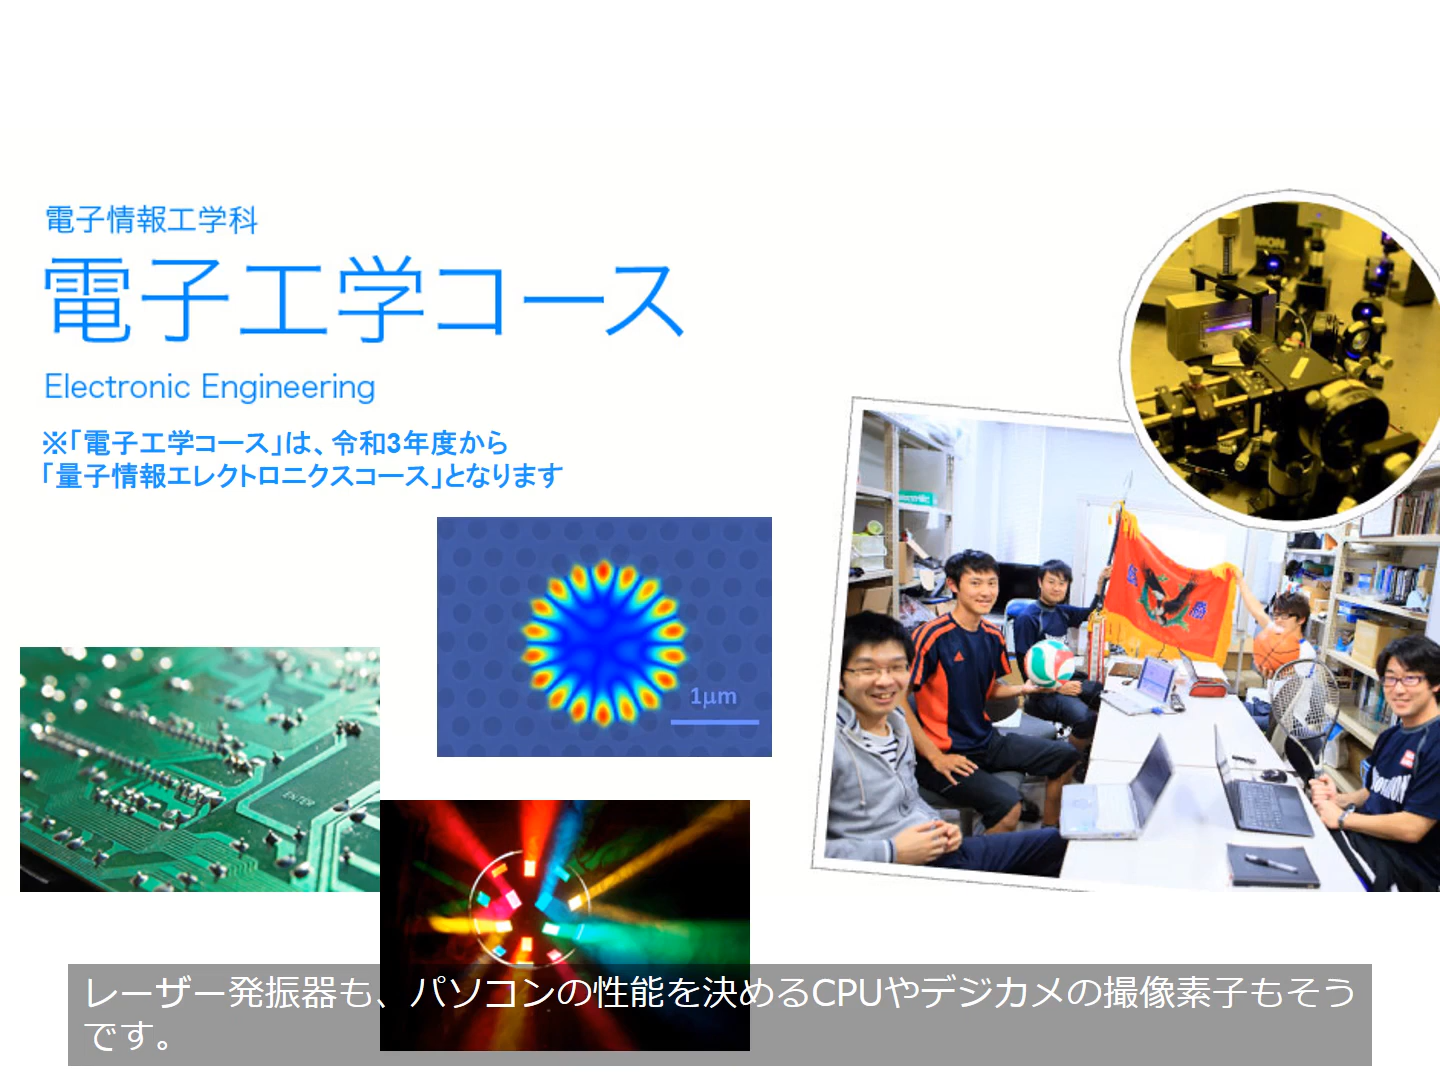 電子情報工学科
電子工学コース
Electronic Engineering
※「電子工学コース」は、令和3年度から
「量子情報エレクトロニクスコース」となります
1μm
ENTER
レーザー発振器も、パソコンの性能を決めるCPUやデジカメの撮像素子もそう
です。